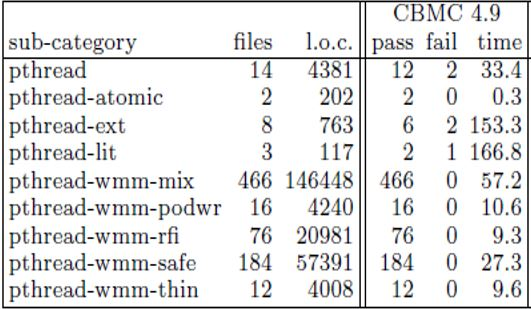 CBMC 4.9
sub-category files l.o.c. pass fail time
pthread 14 4381 12 2 33.4
pthread-atomic 2 202 2 0 0.3
pthread-ext 8 763 6 2 153.3
pthread-lit 3 117 2 1 166.8
pthread-wmm-mix 466 146448 466 0 57.2
pthread-wmm-podwr 16 4240 16 0 10.6
pthread-wmm-rfi 76 20981 76 0 9.3
pthread-wmm-safe 184 57391 184 0 27.3
pthread-wmm-thin 12 4008 12 0 9.6